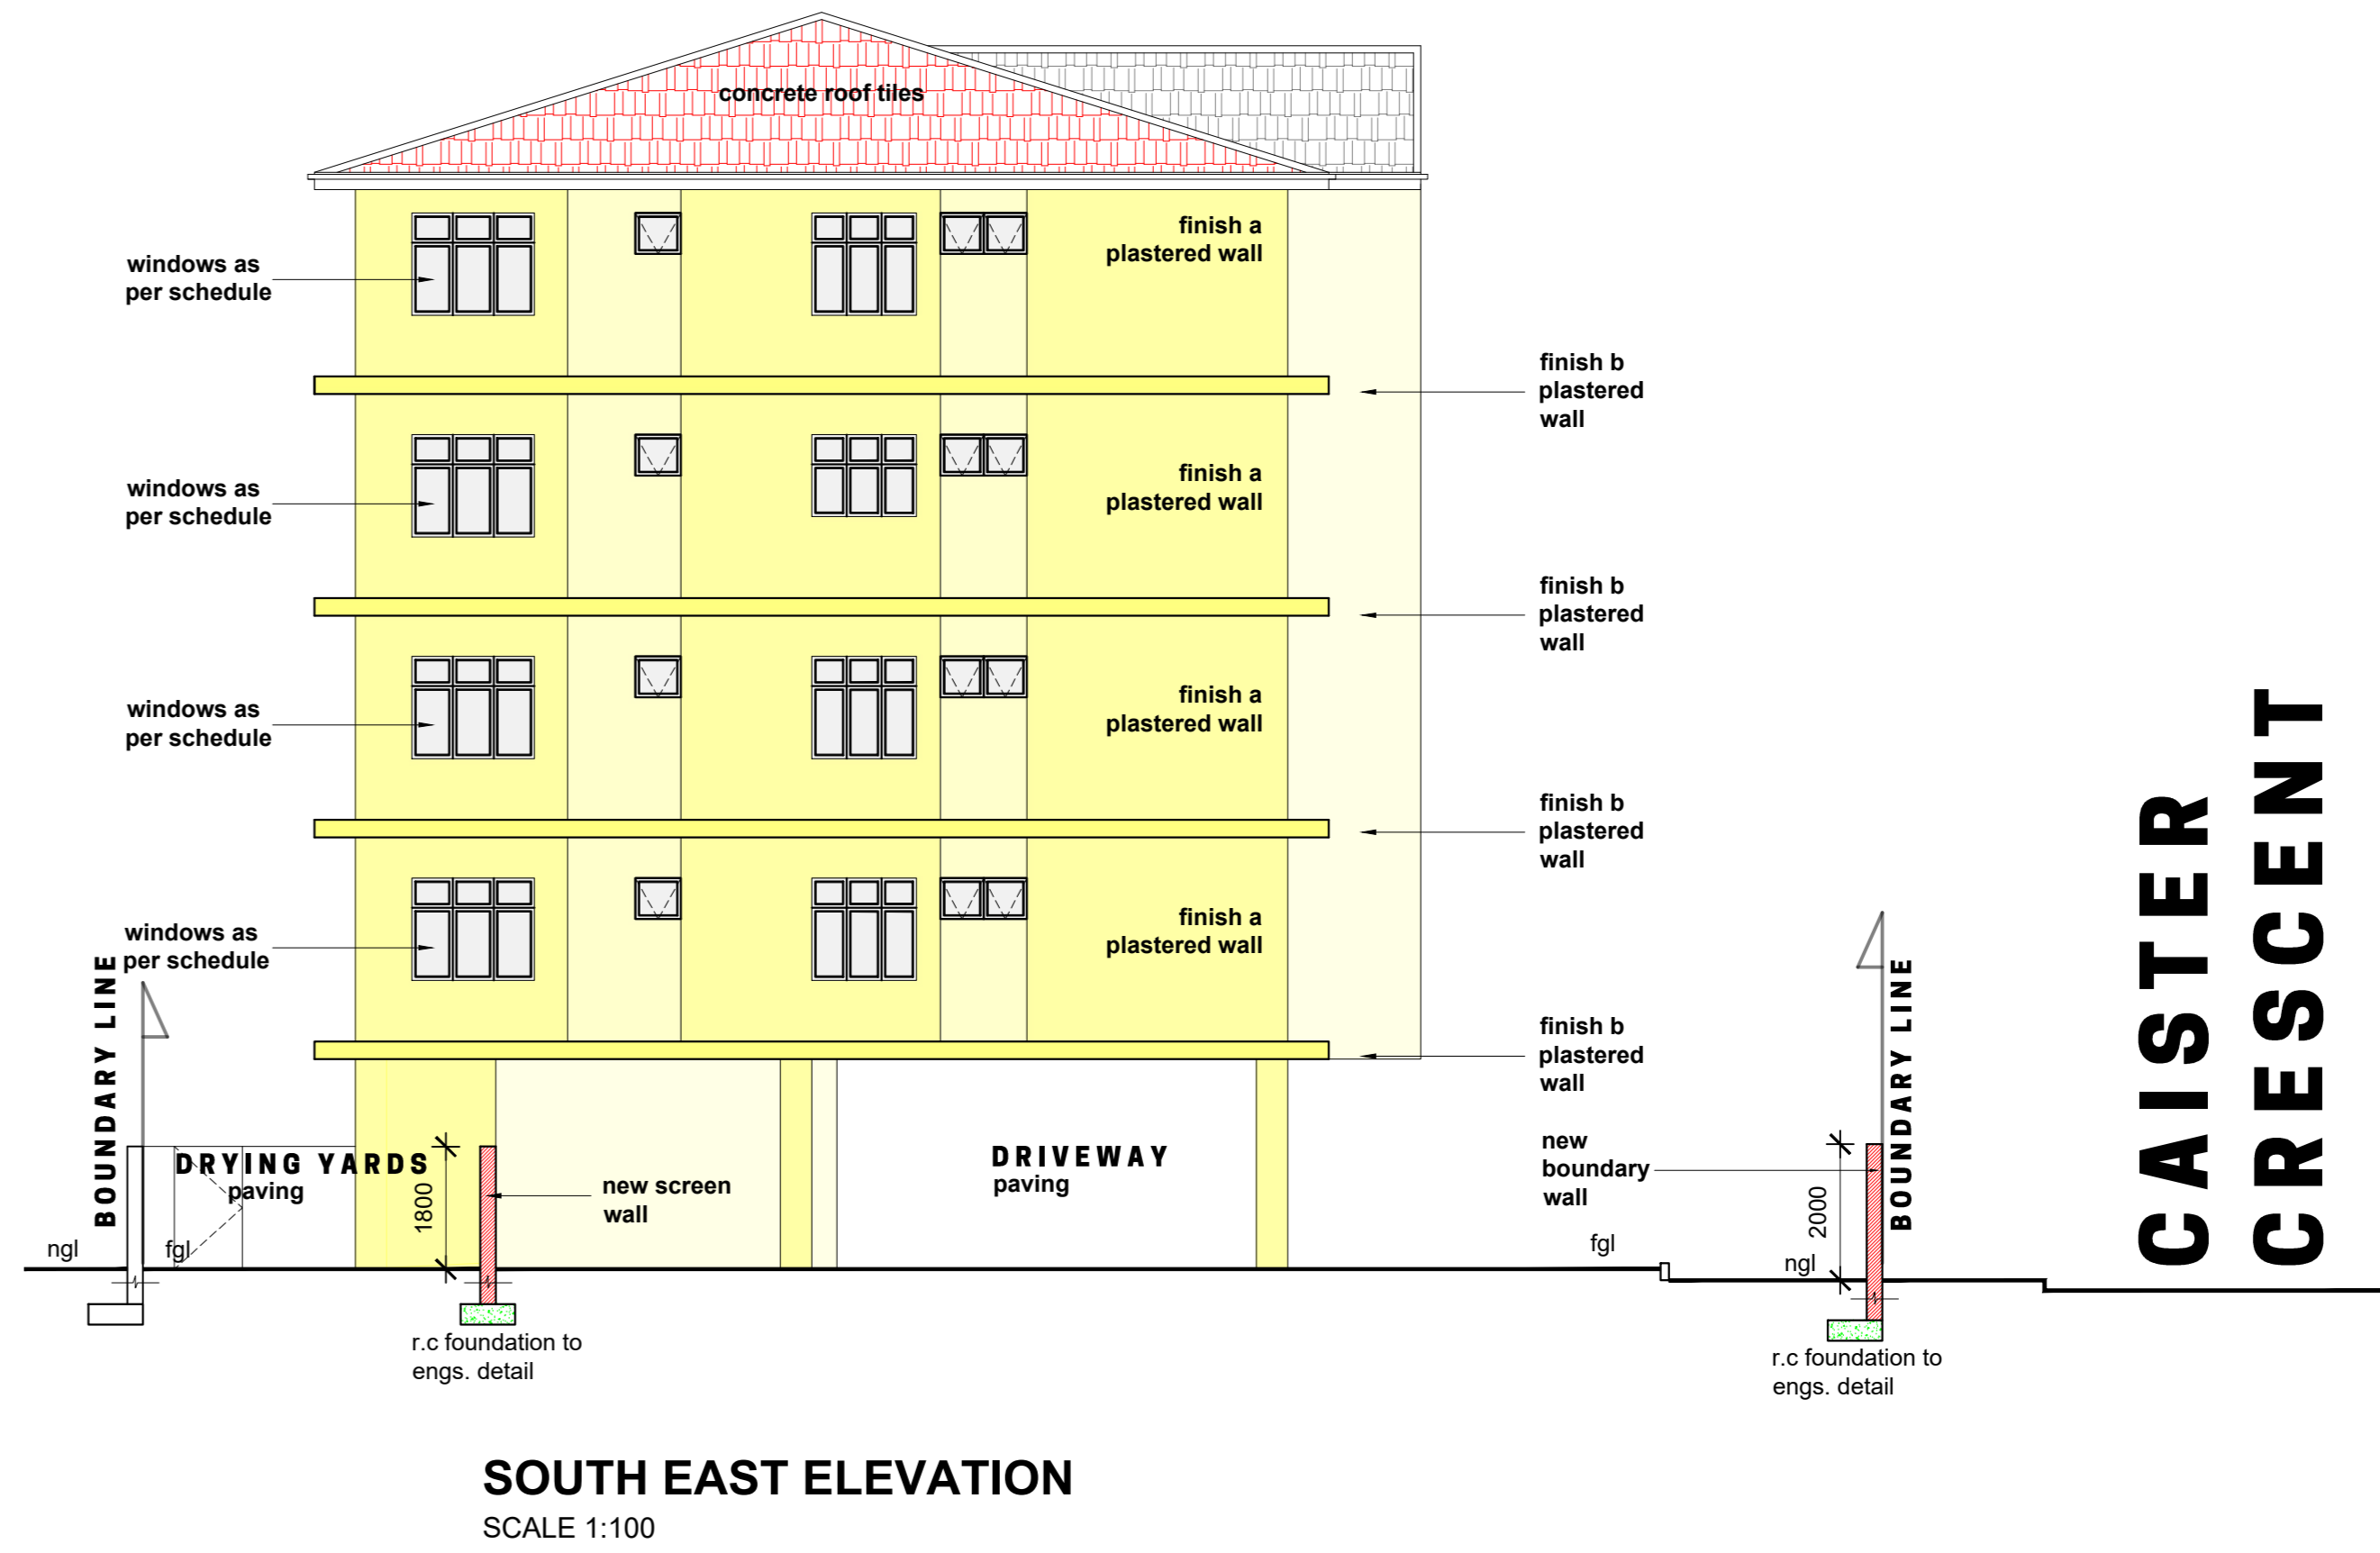 concrete roof tiles
finish a
plastered wall
windows as
per schedule
finish b
plastered
wall
finish a
plastered wall
windows as
per schedule
finish b
plastered
wall
finish a
plastered wall
windows as
per schedule
finish b
plastered
wall
finish a
plastered wall
windows as
per schedule
finish b
plastered
wall
BOUNDARY LINE
DRYING YARDS
paving
1800
new screen
wall
DRIVEWAY
paving
new
boundary
wall
2000
BOUNDARY LINE
CAISTER
CRESCENT
ngl
fgl
fgl
ngl
r.c foundation to
engs. detail
r.c foundation to
engs. detail
SOUTH EAST ELEVATION
SCALE 1:100